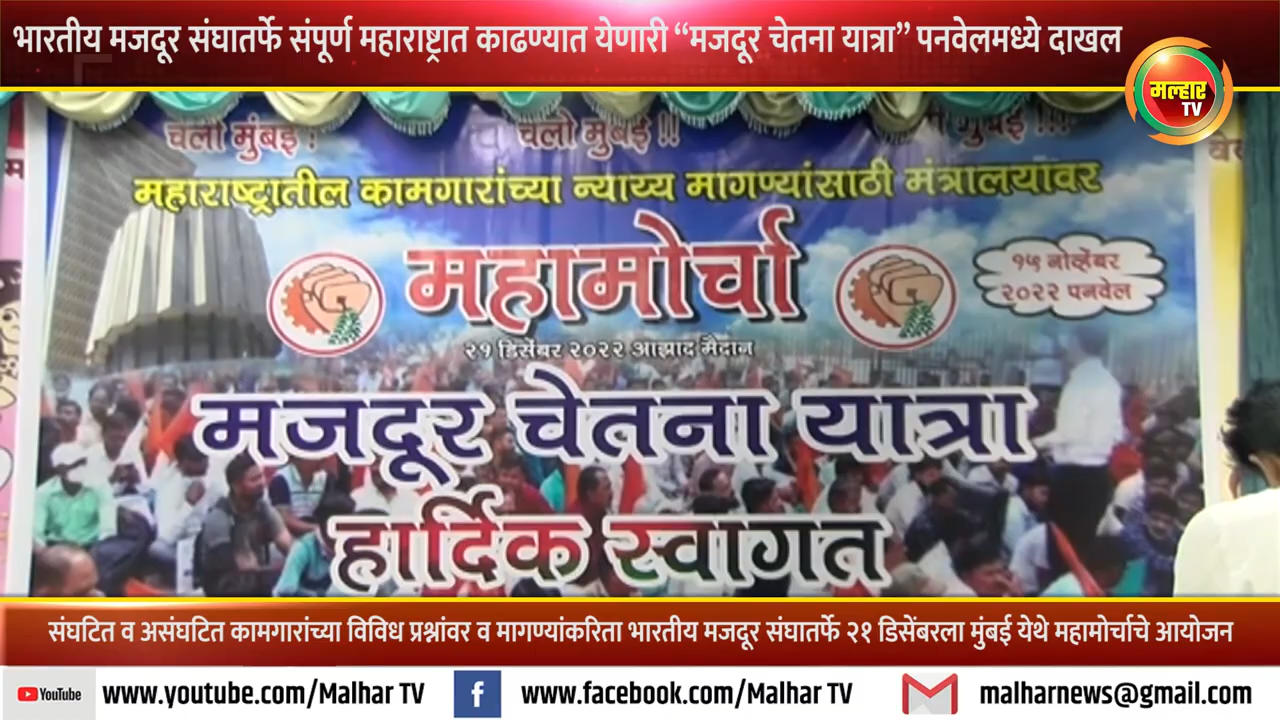 भारतीय मजदूर संघातर्फे संपूर्ण महाराष्ट्रात काढण्यात येणारी “मजदूर चेतना यात्रा” पनवेलमध्ये दाखल
मल्हार
TV
चलो मुंबई !
चलो मुंबई !!
मुंबई !!!
महाराष्ट्रातील कामगारांच्या न्याय्य मागण्यांसाठी मंत्रालयावर
महामोर्चा
१५ नोव्हेंबर
२०२२ पनवेल
२१ डिसेंबर २०२२ आझाद मैदान
मजदूर चेतना यात्रा
हार्दिक स्वागत
संघटित व असंघटित कामगारांच्या विविध प्रश्नांवर व मागण्यांकरिता भारतीय मजदूर संघातर्फे २१ डिसेंबरला मुंबई येथे महामोर्चाचे आयोजन
YouTube www.youtube.com/Malhar TV www.facebook.com/Malhar TV malharnews@gmail.com